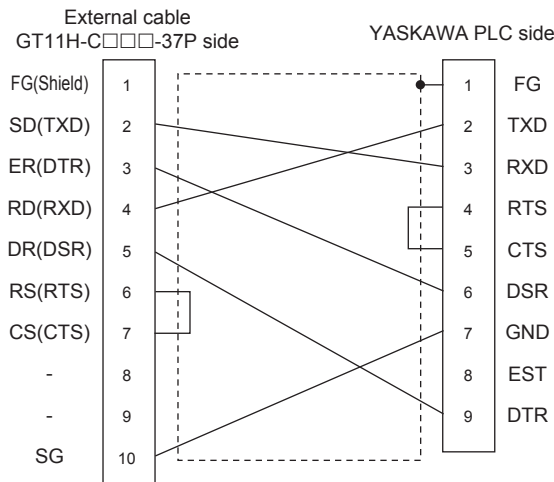 External cable
GT11H-C□□□-37P side
YASKAWA PLC side
FG(Shield) 1 1 FG
SD(TXD) 2 2 TXD
ER(DTR) 3 3 RXD
RD(RXD) 4 4 RTS
DR(DSR) 5 5 CTS
RS(RTS) 6 6 DSR
CS(CTS) 7 7 GND
- 8 8 EST
- 9 9 DTR
SG 10